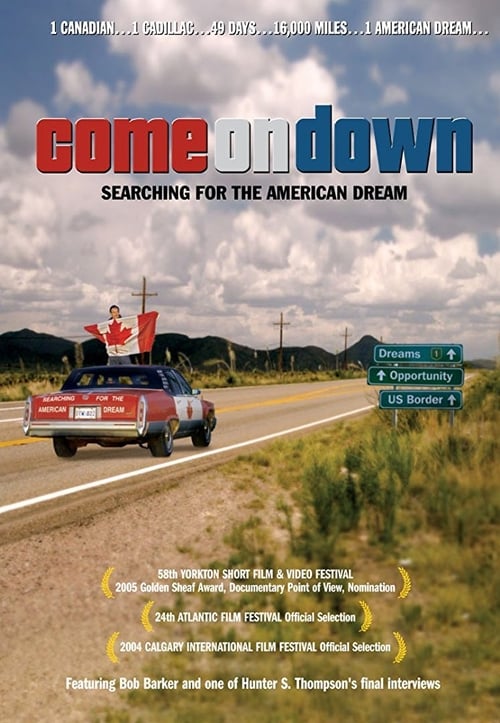 1 CANADIAN...1 CADILLAC...49 DAYS...16,000 MILES...1 AMERICAN DREAM...
comeondown
SEARCHING FOR THE AMERICAN DREAM
SEARCHING FOR THE
AMERICAN DREAM
Dreams 1
Opportunity
US Border
58th YORKTON SHORT FILM & VIDEO FESTIVAL
2005 Golden Sheaf Award, Documentary Point of View, Nomination
24th ATLANTIC FILM FESTIVAL Official Selection
2004 CALGARY INTERNATIONAL FILM FESTIVAL Official Selection
Featuring Bob Barker and one of Hunter S. Thompson's final interviews